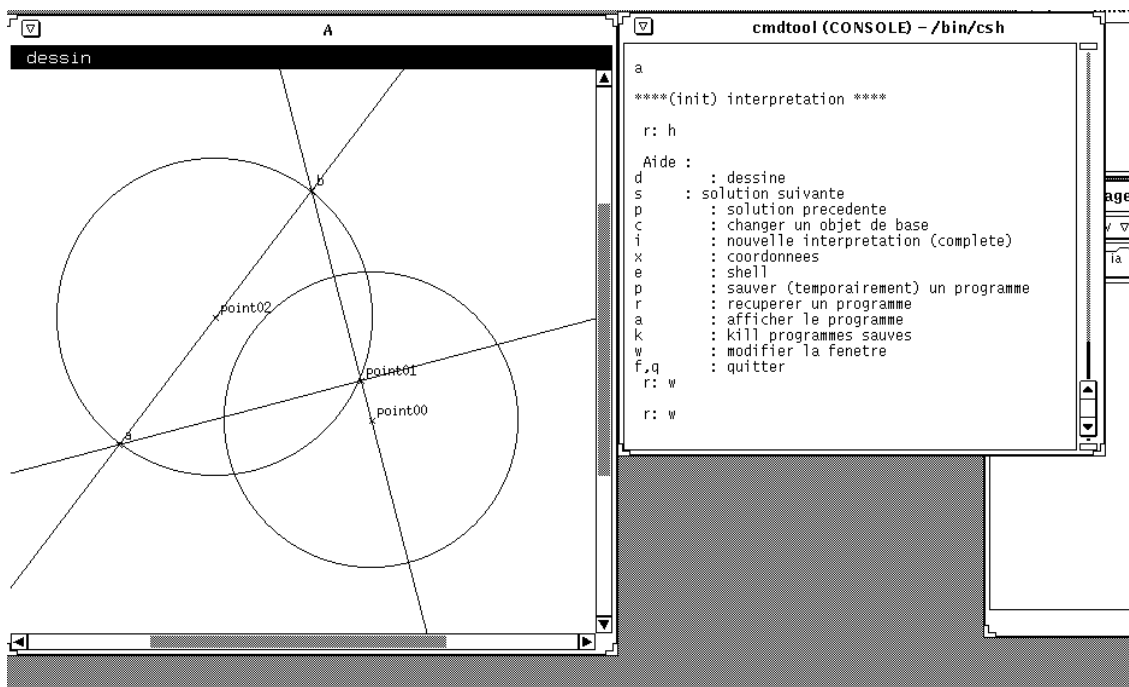 A
dessin
b
point02
point01
point00
a
cmdtool (CONSOLE) – /bin/csh
a
****(init) interpretation ****
r: h
Aide :
d : dessine
s : solution suivante
p : solution precedente
c : changer un objet de base
i : nouvelle interpretation (complete)
x : coordonnees
e : shell
p : sauver (temporairement) un programme
r : recuperer un programme
a : afficher le programme
k : kill programmes sauves
w : modifier la fenetre
f,q : quitter
r: w
r: w
age
ia